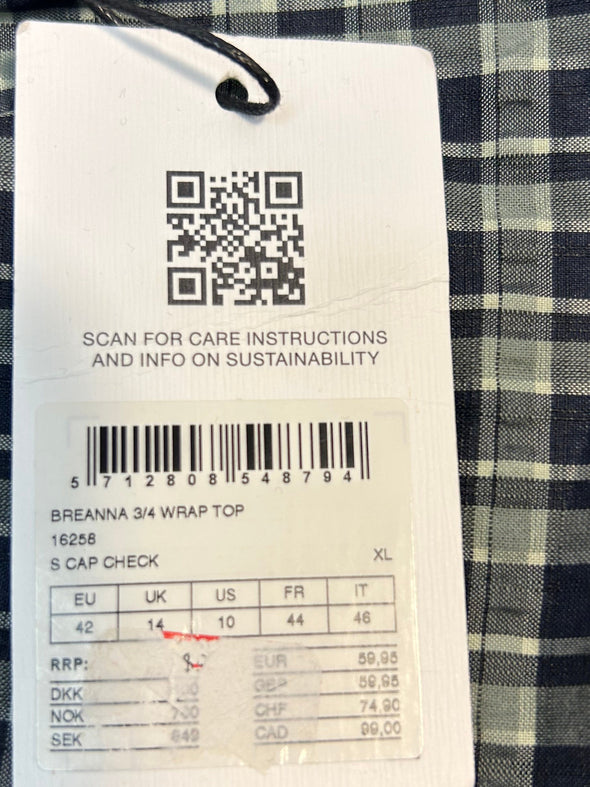 SCAN FOR CARE INSTRUCTIONS
AND INFO ON SUSTAINABILITY
5 712808 548794
BREANNA 3/4 WRAP TOP
16258
S CAP CHECK XL
EU UK US FR IT
42 14 10 44 46
RRP:
EUR 59,95
DKK
GBP 59,95
NOK 700
CHF 74,90
SEK 649
CAD 99,00